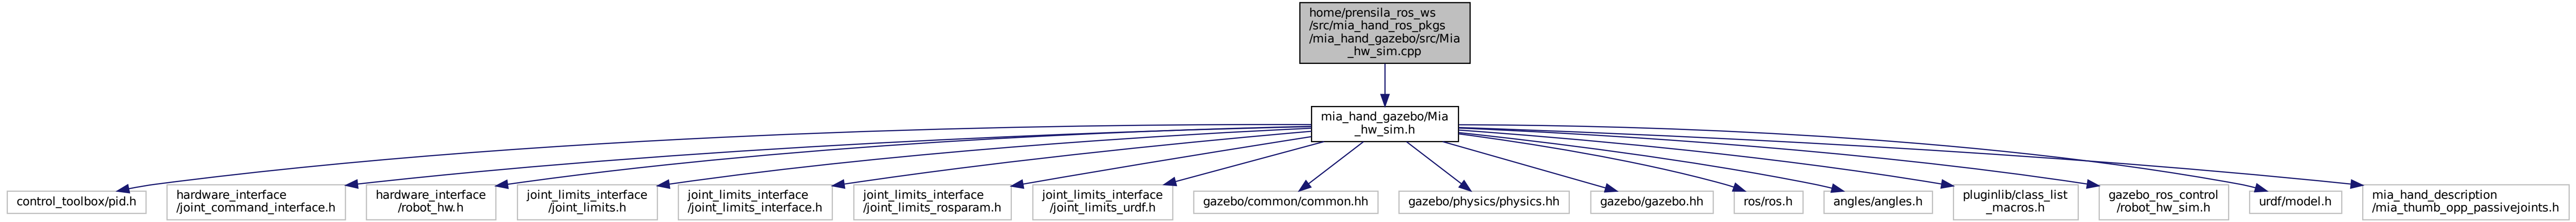 home/prensila_ros_ws
/src/mia_hand_ros_pkgs
/mia_hand_gazebo/src/Mia
_hw_sim.cpp
mia_hand_gazebo/Mia
_hw_sim.h
control_toolbox/pid.h
hardware_interface
/joint_command_interface.h
hardware_interface
/robot_hw.h
joint_limits_interface
/joint_limits.h
joint_limits_interface
/joint_limits_interface.h
joint_limits_interface
/joint_limits_rosparam.h
joint_limits_interface
/joint_limits_urdf.h
gazebo/common/common.hh
gazebo/physics/physics.hh
gazebo/gazebo.hh
ros/ros.h
angles/angles.h
pluginlib/class_list
_macros.h
gazebo_ros_control
/robot_hw_sim.h
urdf/model.h
mia_hand_description
/mia_thumb_opp_passivejoints.h